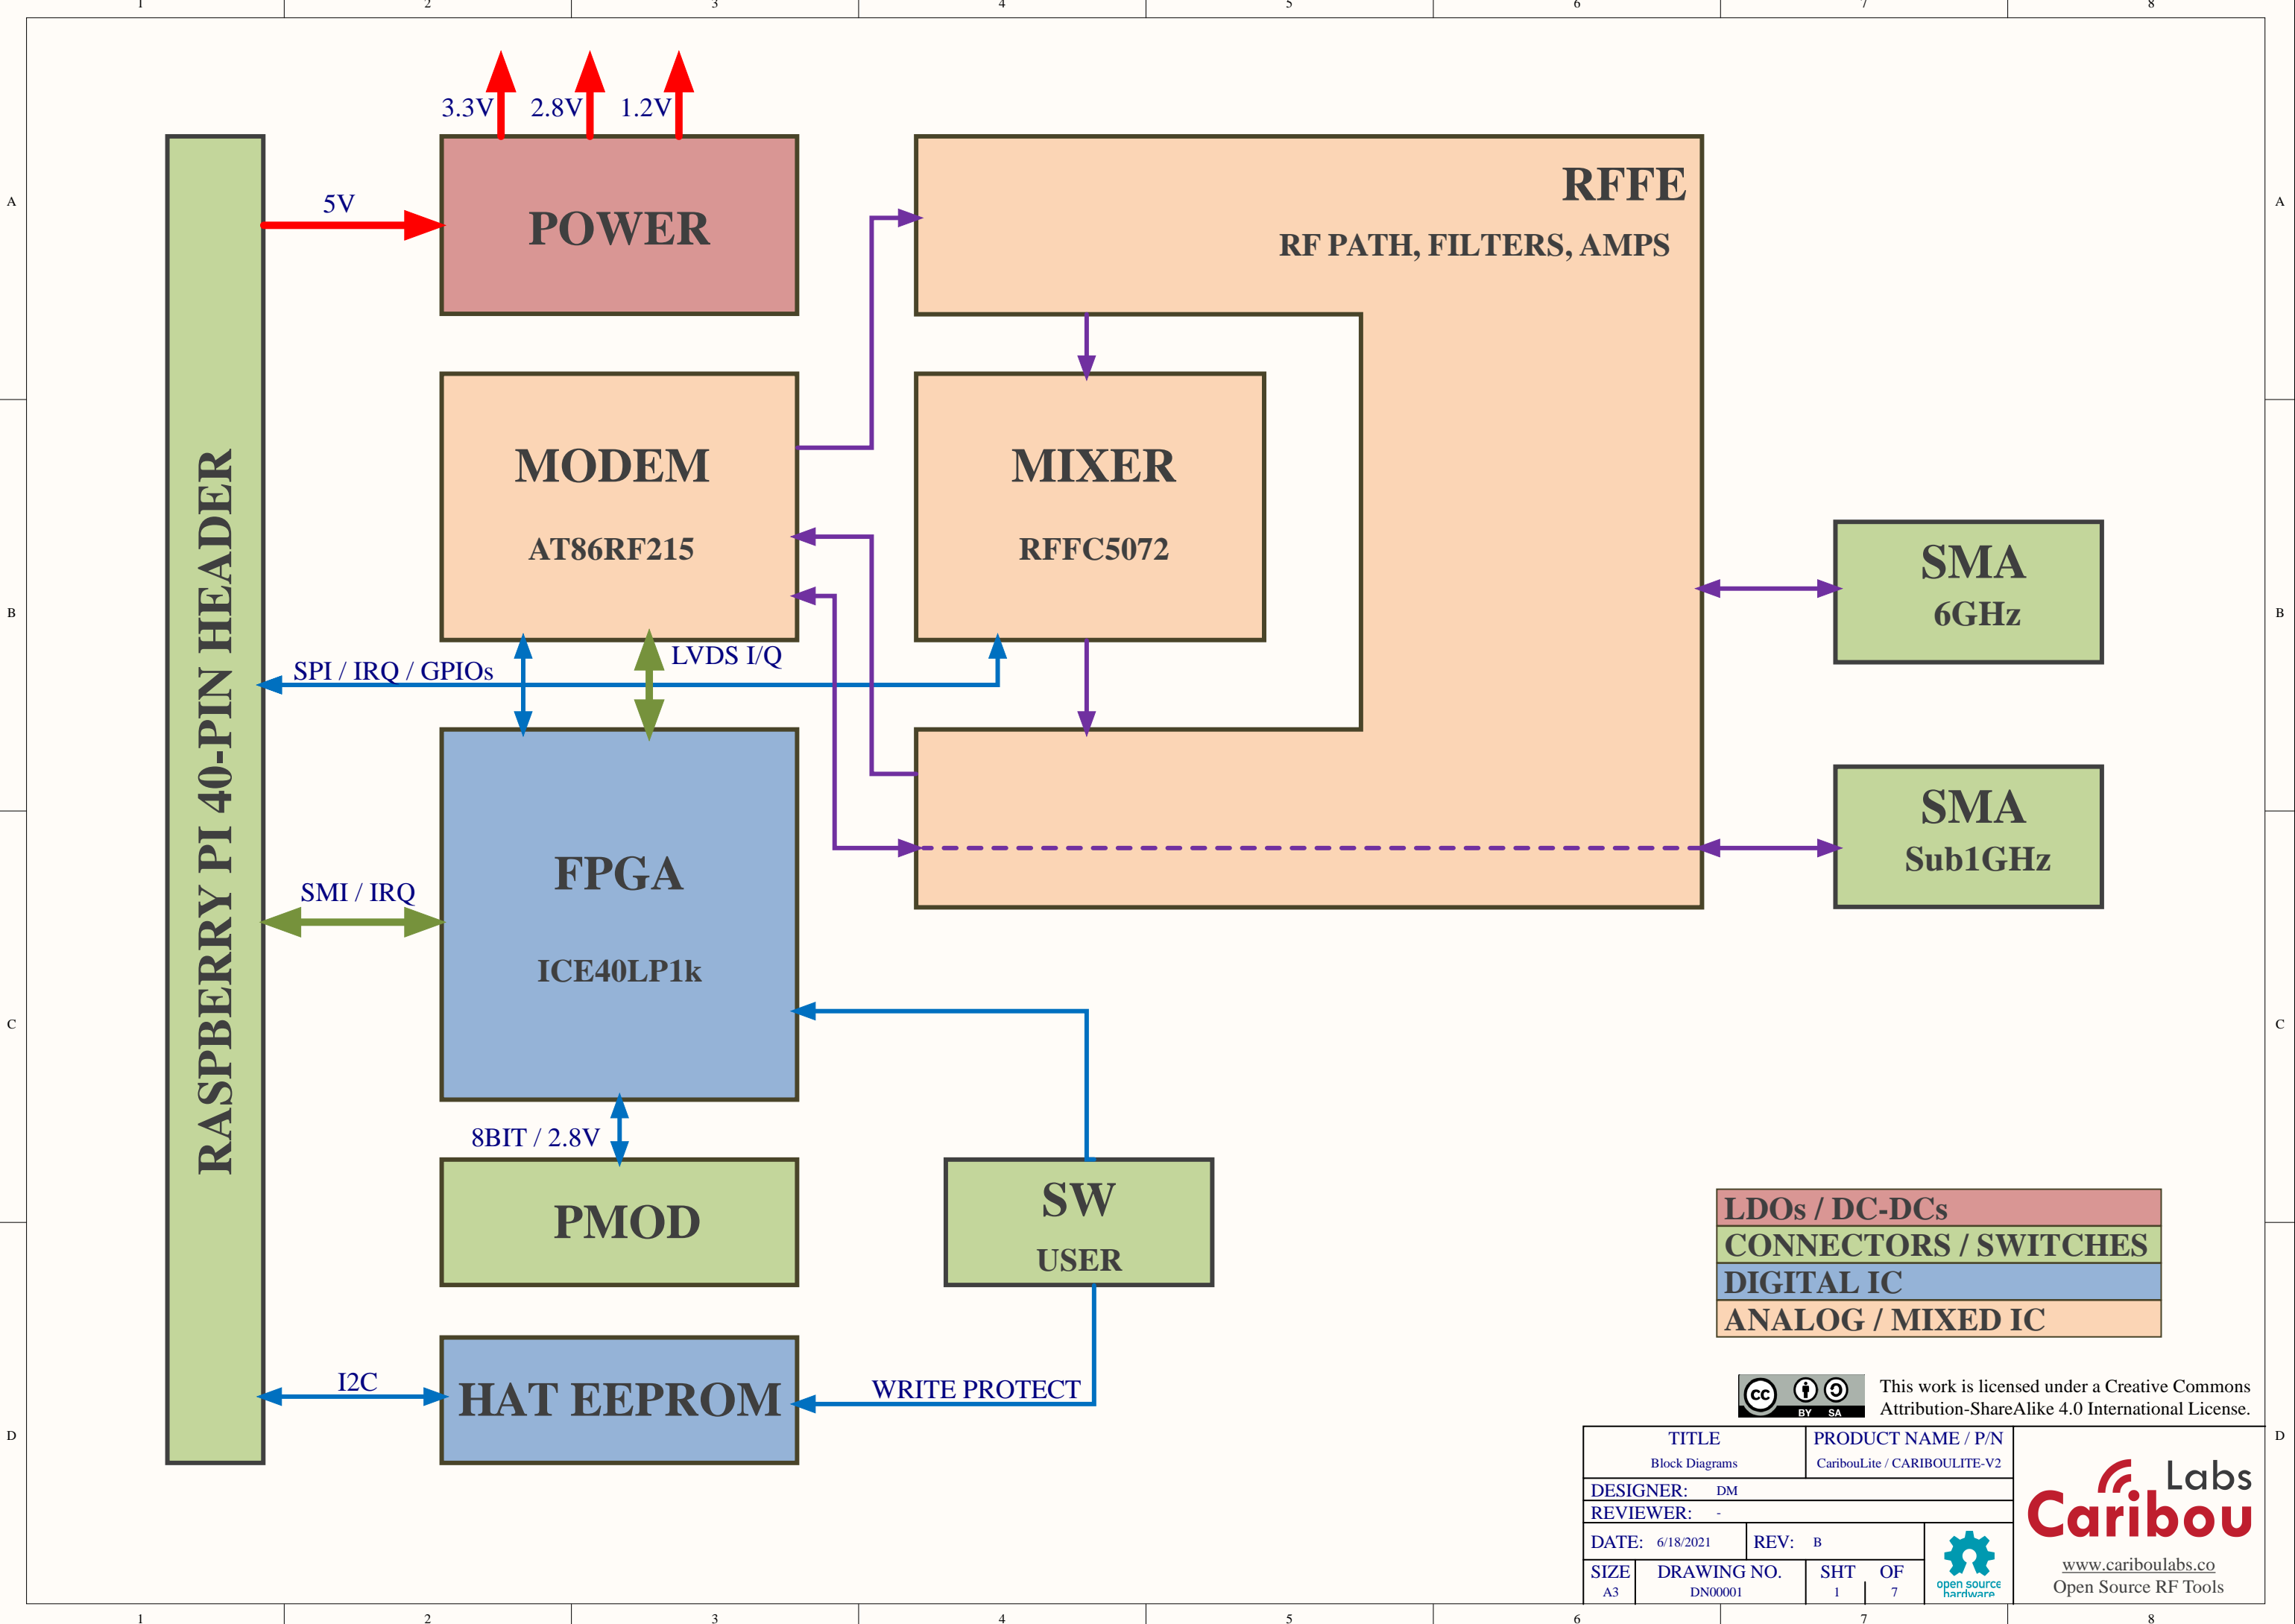 1 2 3 4 5 6 7 8
A
A
B
B
C
C
D
D
3.3V 2.8V 1.2V
5V
POWER
RFFE
RF PATH, FILTERS, AMPS
RASPBERRY PI 40-PIN HEADER
MODEM
AT86RF215
MIXER
RFFC5072
SMA
6GHz
LVDS I/Q
SPI / IRQ / GPIOs
SMA
Sub1GHz
FPGA
ICE40LP1k
SMI / IRQ
8BIT / 2.8V
PMOD
SW
USER
I2C
HAT EEPROM
WRITE PROTECT
LDOs / DC-DCs
CONNECTORS / SWITCHES
DIGITAL IC
ANALOG / MIXED IC
cc BY SA
This work is licensed under a Creative Commons
Attribution-ShareAlike 4.0 International License.
TITLE
Block Diagrams
PRODUCT NAME / P/N
CaribouLite / CARIBOULITE-V2
DESIGNER: DM
REVIEWER: -
DATE: 6/18/2021 REV: B
SIZE DRAWING NO. SHT OF
A3 DN00001 1 7
open source
hardware
Labs
Caribou
www.cariboulabs.co
Open Source RF Tools
1 2 3 4 5 6 7 8